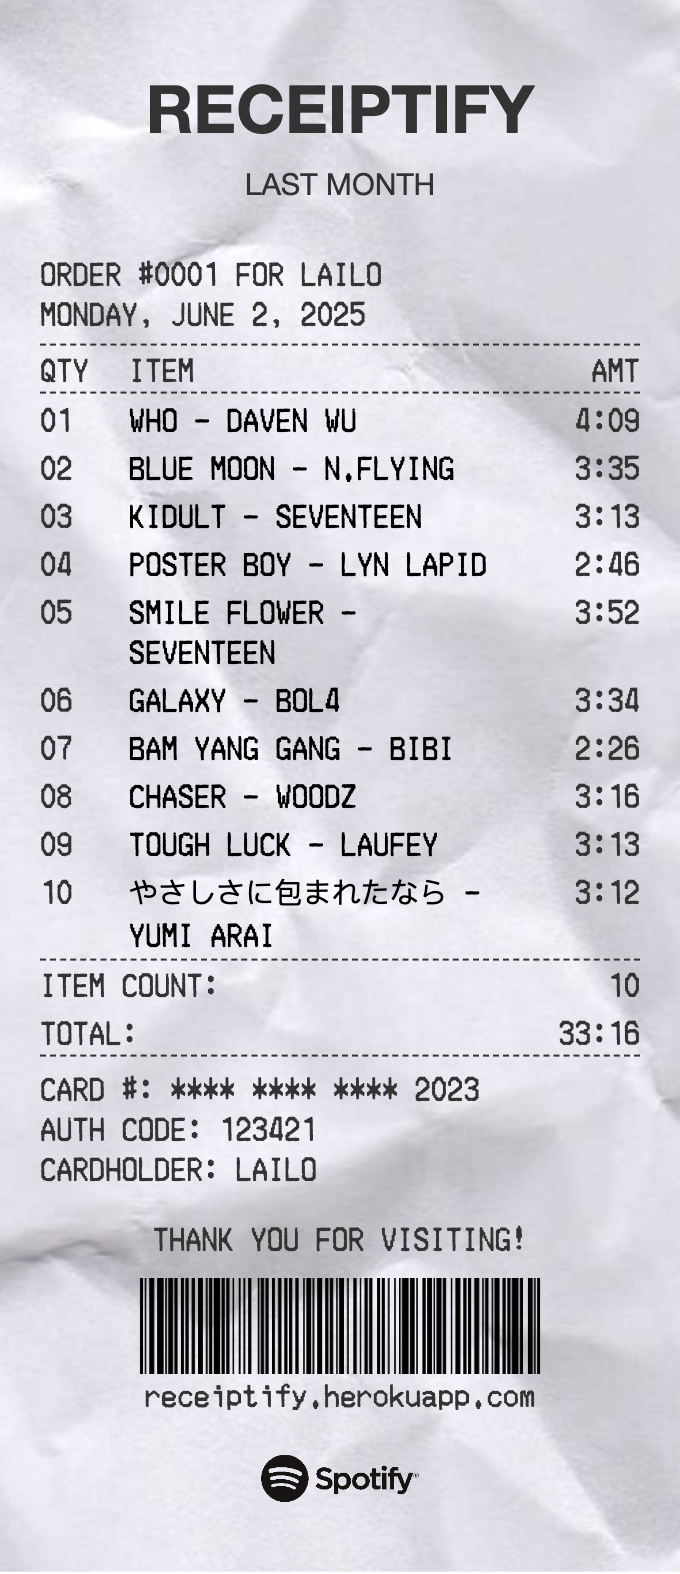 RECEIPTIFY
LAST MONTH
ORDER #0001 FOR LAILO
MONDAY, JUNE 2, 2025
QTY ITEM AMT
01 WHO - DAVEN WU 4:09
02 BLUE MOON - N.FLYING 3:35
03 KIDULT - SEVENTEEN 3:13
04 POSTER BOY - LYN LAPID 2:46
05 SMILE FLOWER - 3:52
SEVENTEEN
06 GALAXY - BOL4 3:34
07 BAM YANG GANG - BIBI 2:26
08 CHASER - WOODZ 3:16
09 TOUGH LUCK - LAUFEY 3:13
10 やさしさに包まれたなら - 3:12
YUMI ARAI
ITEM COUNT: 10
TOTAL: 33:16
CARD #: **** **** **** 2023
AUTH CODE: 123421
CARDHOLDER: LAILO
THANK YOU FOR VISITING!
receiptify.herokuapp.com
Spotify